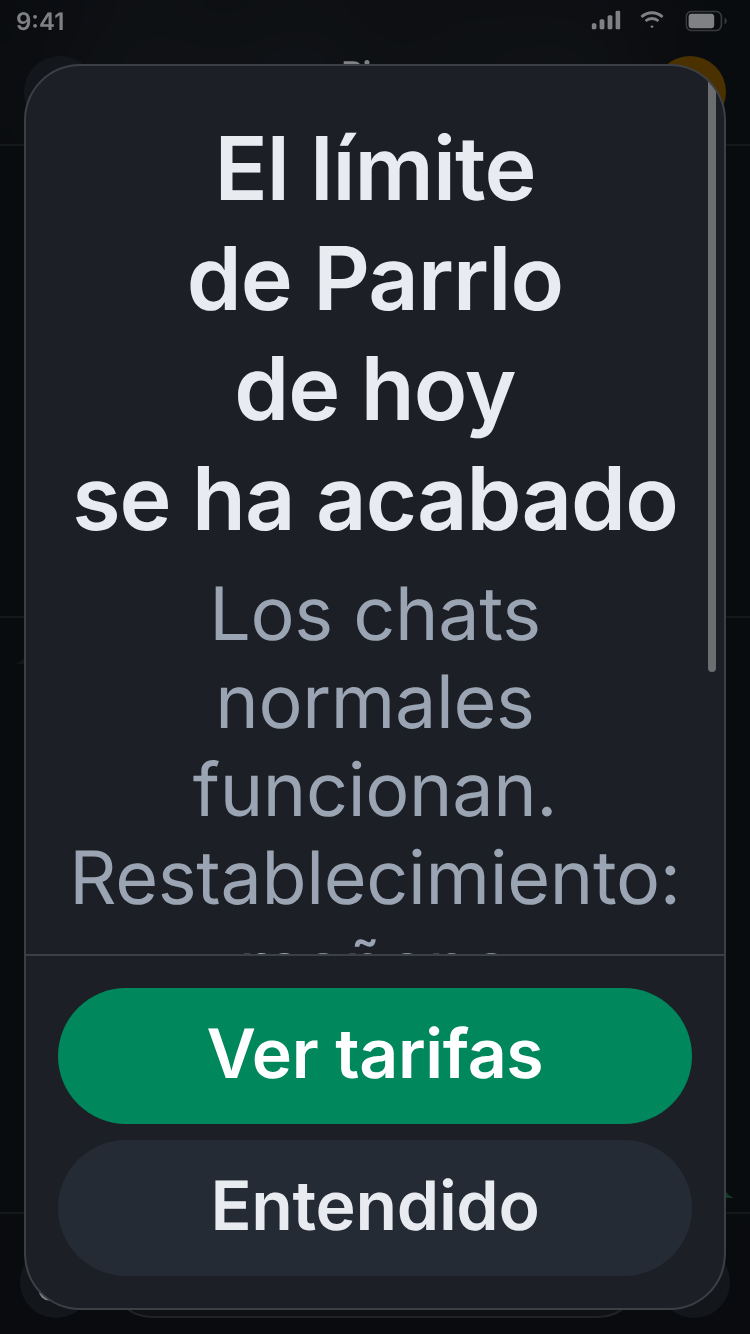 9:41
El límite
de Parrlo
de hoy
se ha acabado
Los chats
normales
funcionan.
Restablecimiento:
Ver tarifas
Entendido